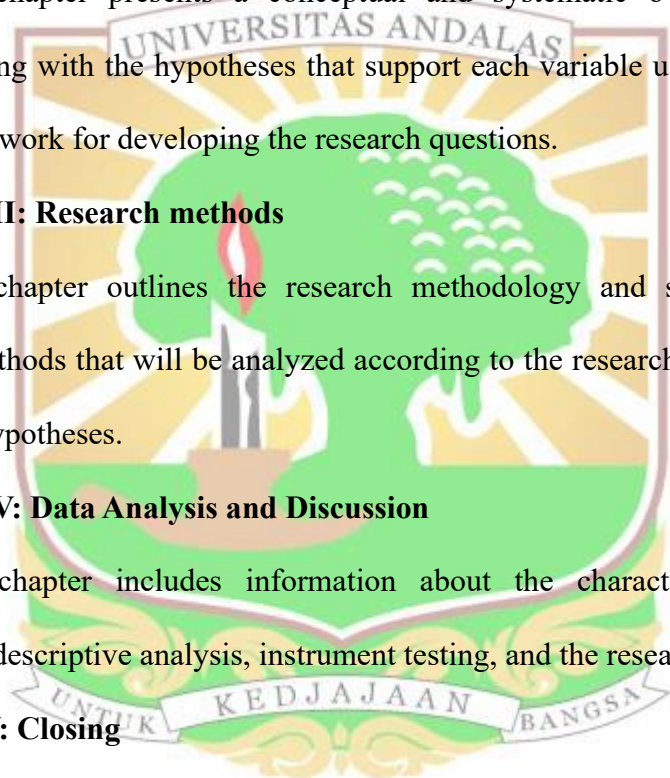 chapter presents a conceptual and systematic o
UNIVERSITAS ANDALAS
ng with the hypotheses that support each variable u
work for developing the research questions.
II: Research methods
chapter outlines the research methodology and s
thods that will be analyzed according to the research
ypotheses.
V: Data Analysis and Discussion
chapter includes information about the charact
descriptive analysis, instrument testing, and the resea
UNTUK KEDJAJAAN BANGSA
: Closing